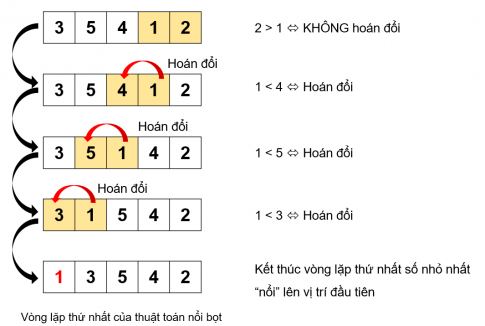 3 5 4 1 2
2 > 1 ⇔ KHÔNG hoán đổi
Hoán đổi
3 5 4 1 2
1 < 4 ⇔ Hoán đổi
Hoán đổi
3 5 1 4 2
1 < 5 ⇔ Hoán đổi
Hoán đổi
3 1 5 4 2
1 < 3 ⇔ Hoán đổi
1 3 5 4 2
Kết thúc vòng lặp thứ nhất số nhỏ nhất
“nổi” lên vị trí đầu tiên
Vòng lặp thứ nhất của thuật toán nổi bọt